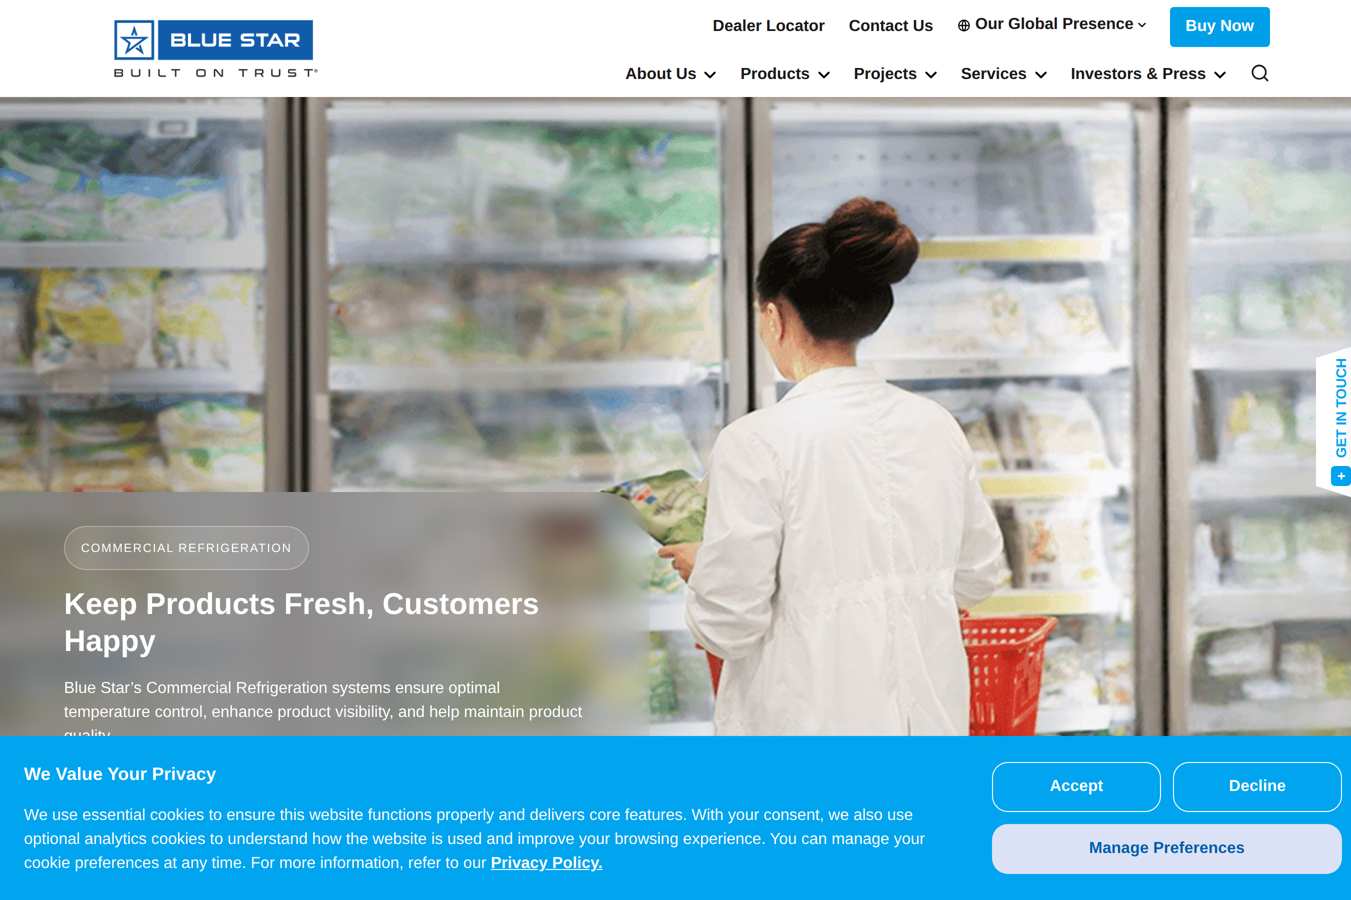 BLUE STAR
BUILT ON TRUST®
Dealer Locator
Contact Us
Our Global Presence
Buy Now
About Us
Products
Projects
Services
Investors & Press
GET IN TOUCH
+
COMMERCIAL REFRIGERATION
Keep Products Fresh, Customers
Happy
Blue Star’s Commercial Refrigeration systems ensure optimal
temperature control, enhance product visibility, and help maintain product
quality.
We Value Your Privacy
We use essential cookies to ensure this website functions properly and delivers core features. With your consent, we also use
optional analytics cookies to understand how the website is used and improve your browsing experience. You can manage your
cookie preferences at any time. For more information, refer to our Privacy Policy.
Accept
Decline
Manage Preferences